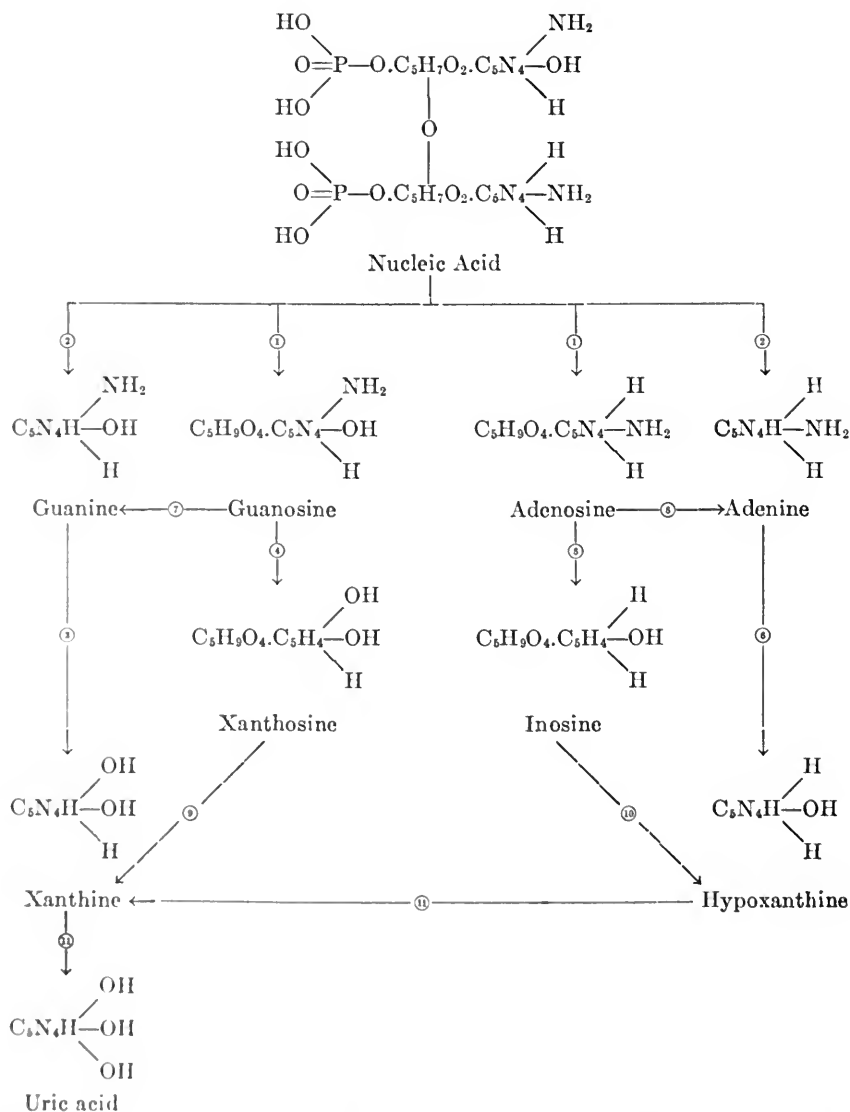 HO NH₂
O=P—O.C₅H₇O₂.C₅N₄—OH
HO H
O
HO H
O=P—O.C₅H₇O₂.C₅N₄—NH₂
HO H
Nucleic Acid
② ① ① ②
NH₂ NH₂ H H
C₅N₄H—OH C₅H₉O₄.C₅N₄—OH C₅H₉O₄.C₅N₄—NH₂ C₅N₄H—NH₂
H H H H
Guanine ⑦ Guanosine Adenosine Adenine
④
OH H
③ C₅H₉O₄.C₅H₄—OH C₅H₉O₄.C₅H₄—OH ⑥
H H
Xanthosine Inosine
OH H
C₅N₄H—OH ⑨ ⑩ C₅N₄H—OH
H H
Xanthine ⑪ Hypoxanthine
⑪
OH
C₅N₄H—OH
OH
Uric acid